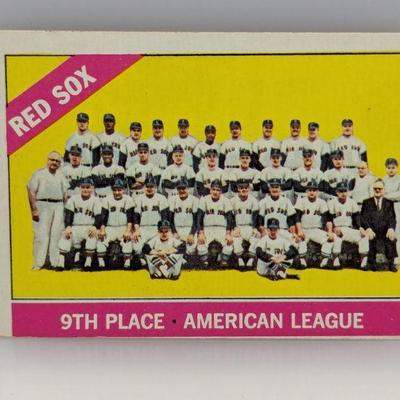 RED SOX
9TH PLACE · AMERICAN LEAGUE